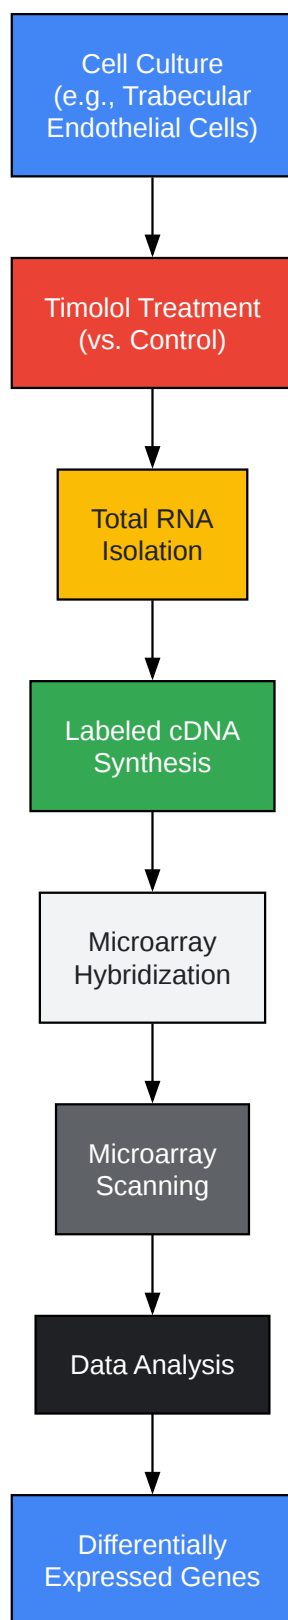 Cell Culture
(e.g., Trabecular
Endothelial Cells)
Timolol Treatment
(vs. Control)
Total RNA
Isolation
Labeled cDNA
Synthesis
Microarray
Hybridization
Microarray
Scanning
Data Analysis
Differentially
Expressed Genes